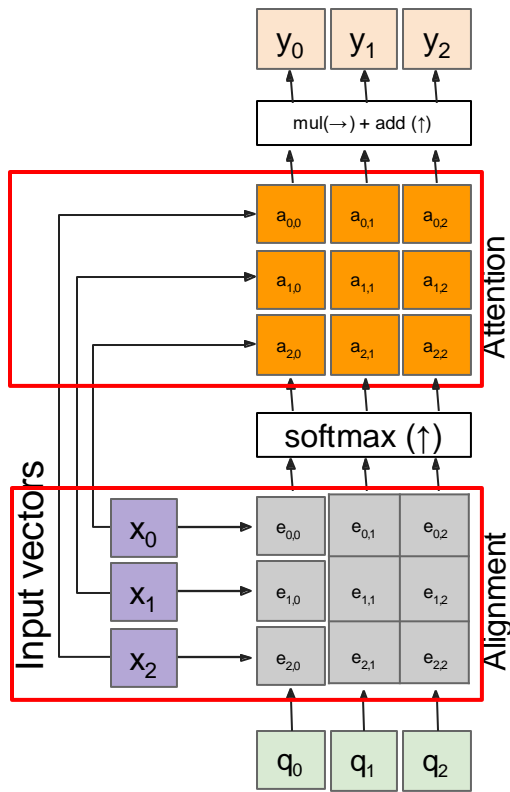 y0 y1 y2
mul(→) + add (↑)
a0,0 a0,1 a0,2
a1,0 a1,1 a1,2
a2,0 a2,1 a2,2
Attention
softmax (↑)
Input vectors
x0 e0,0 e0,1 e0,2
x1 e1,0 e1,1 e1,2
x2 e2,0 e2,1 e2,2
Alignment
q0 q1 q2